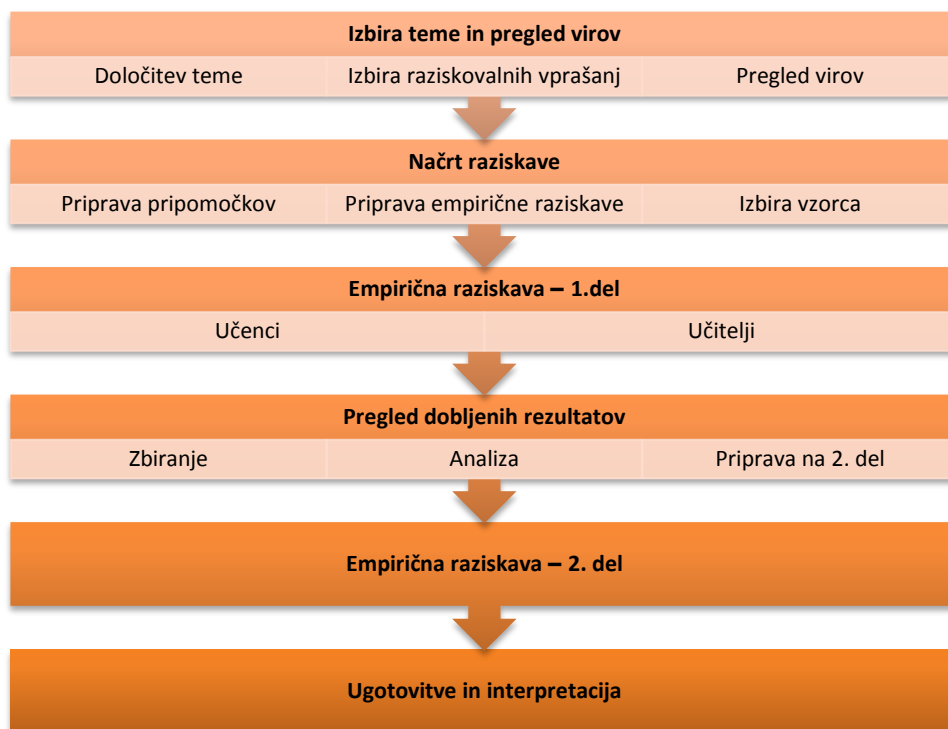 Izbira teme in pregled virov
Določitev teme Izbira raziskovalnih vprašanj Pregled virov
Načrt raziskave
Priprava pripomočkov Priprava empirične raziskave Izbira vzorca
Empirična raziskava – 1.del
Učenci Učitelji
Pregled dobljenih rezultatov
Zbiranje Analiza Priprava na 2. del
Empirična raziskava – 2. del
Ugotovitve in interpretacija